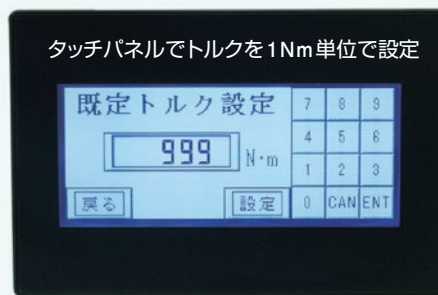 タッチパネルでトルクを1Nm単位で設定
既定トルク設定
999 N・m
戻る 設定
7 8 9
4 5 6
1 2 3
0 CAN ENT